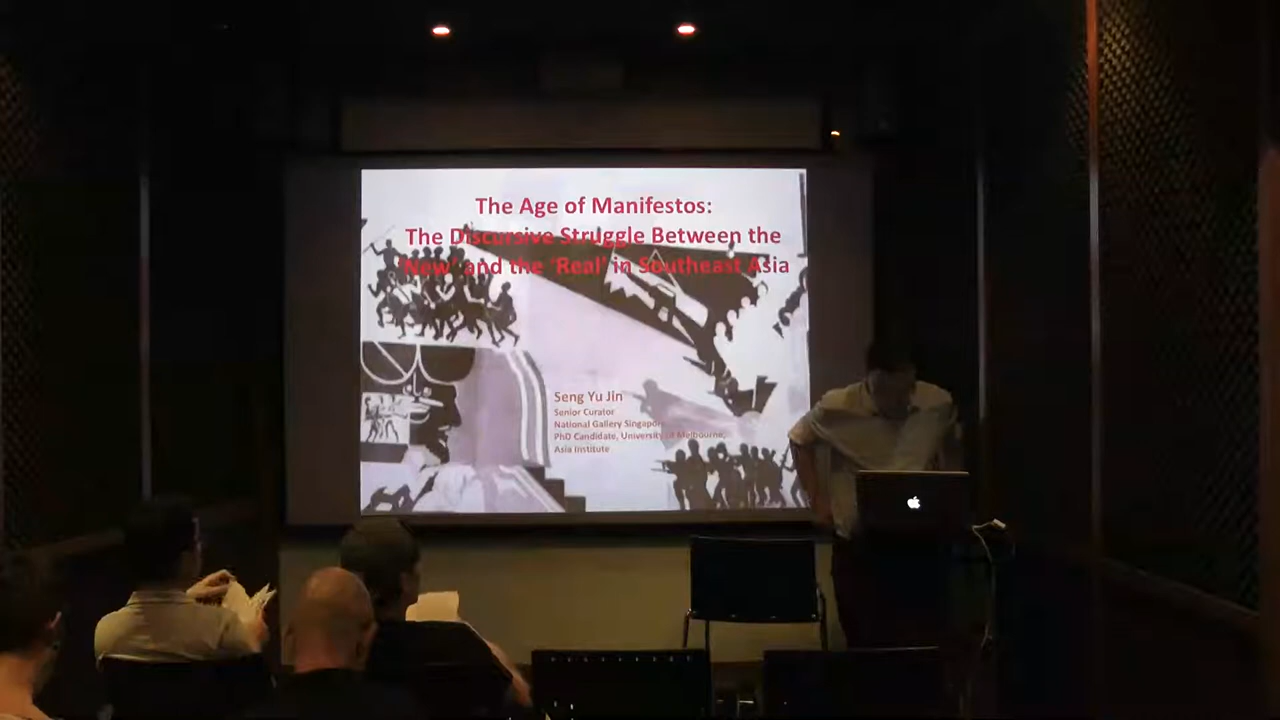 The Age of Manifestos:
The Discursive Struggle Between the
‘New’ and the ‘Real’ in Southeast Asia
Seng Yu Jin
Senior Curator
National Gallery Singapore
PhD Candidate, University of Melbourne,
Asia Institute